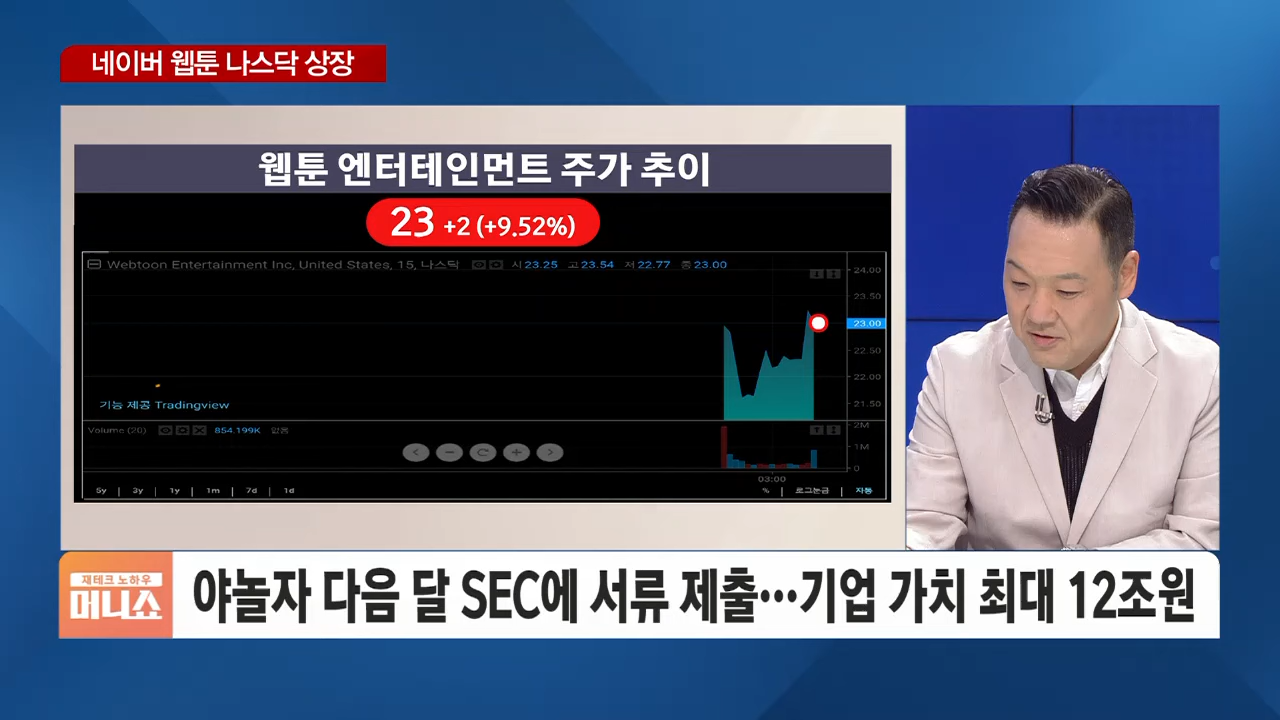 네이버 웹툰 나스닥 상장
웹툰 엔터테인먼트 주가 추이
23 +2 (+9.52%)
Webtoon Entertainment Inc, United States, 15, 나스닥 시23.25 고23.54 저22.77 종23.00
24.00
23.50
23.00
22.50
22.00
21.50
기능 제공 Tradingview
Volume (20) 854.199K 없음
2M
1M
0
03:00
5y | 3y | 1y | 1m | 7d | 1d
% | 로그눈금 | 자동
재테크 노하우
머니쇼
야놀자 다음 달 SEC에 서류 제출…기업 가치 최대 12조원